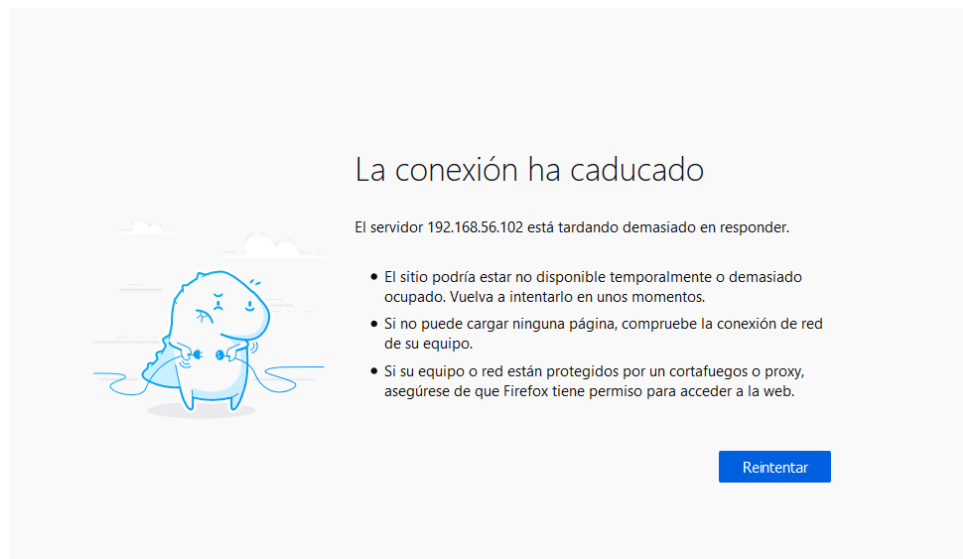 La conexión ha caducado
El servidor 192.168.56.102 está tardando demasiado en responder.
● El sitio podría estar no disponible temporalmente o demasiado
ocupado. Vuelva a intentarlo en unos momentos.
● Si no puede cargar ninguna página, compruebe la conexión de red
de su equipo.
● Si su equipo o red están protegidos por un cortafuegos o proxy,
asegúrese de que Firefox tiene permiso para acceder a la web.
Reintentar